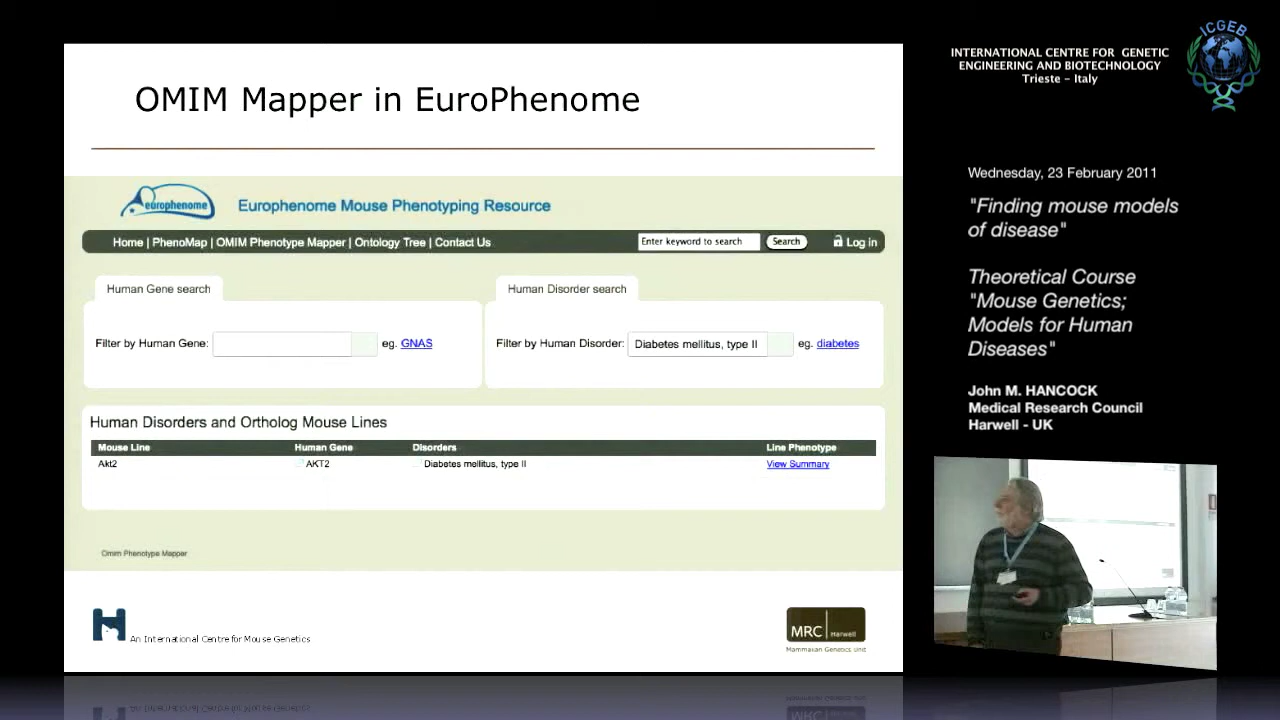 OMIM Mapper in EuroPhenome
europhenome
Europhenome Mouse Phenotyping Resource
Home | PhenoMap | OMIM Phenotype Mapper | Ontology Tree | Contact Us
Enter keyword to search
Search
Log in
Human Gene search
Human Disorder search
Filter by Human Gene:
eg. GNAS
Filter by Human Disorder:
Diabetes mellitus, type II
eg. diabetes
Human Disorders and Ortholog Mouse Lines
Mouse Line Human Gene Disorders Line Phenotype
Akt2 AKT2 Diabetes mellitus, type II View Summary
Omim Phenotype Mapper
An International Centre for Mouse Genetics
MRC Harwell
Mammalian Genetics Unit
INTERNATIONAL CENTRE FOR GENETIC
ENGINEERING AND BIOTECHNOLOGY
Trieste - Italy
ICGEB
Wednesday, 23 February 2011
"Finding mouse models
of disease"
Theoretical Course
"Mouse Genetics;
Models for Human
Diseases"
John M. HANCOCK
Medical Research Council
Harwell - UK